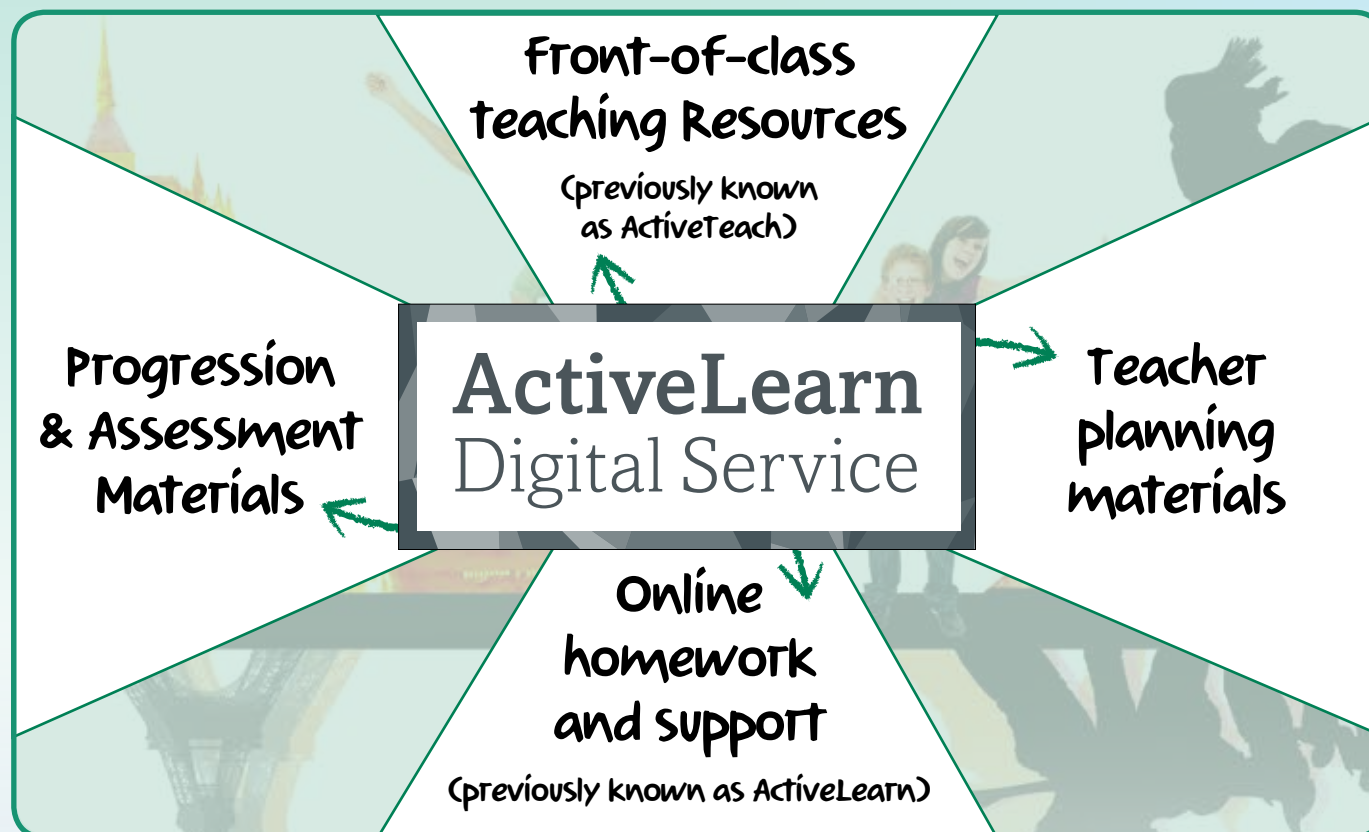 Front-of-class
teaching Resources
(previously known
as ActiveTeach)
Progression
& Assessment
Materials
ActiveLearn
Digital Service
Teacher
planning
materials
Online
homework
and support
(previously known as ActiveLearn)